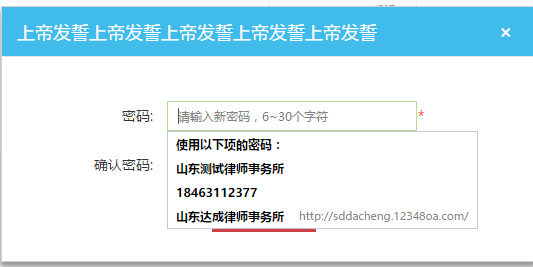 上帝发誓上帝发誓上帝发誓上帝发誓上帝发誓 ×
密码: 请输入新密码，6~30个字符 *
使用以下项的密码：
确认密码: 山东测试律师事务所
18463112377
山东达成律师事务所 http://sddacheng.12348oa.com/